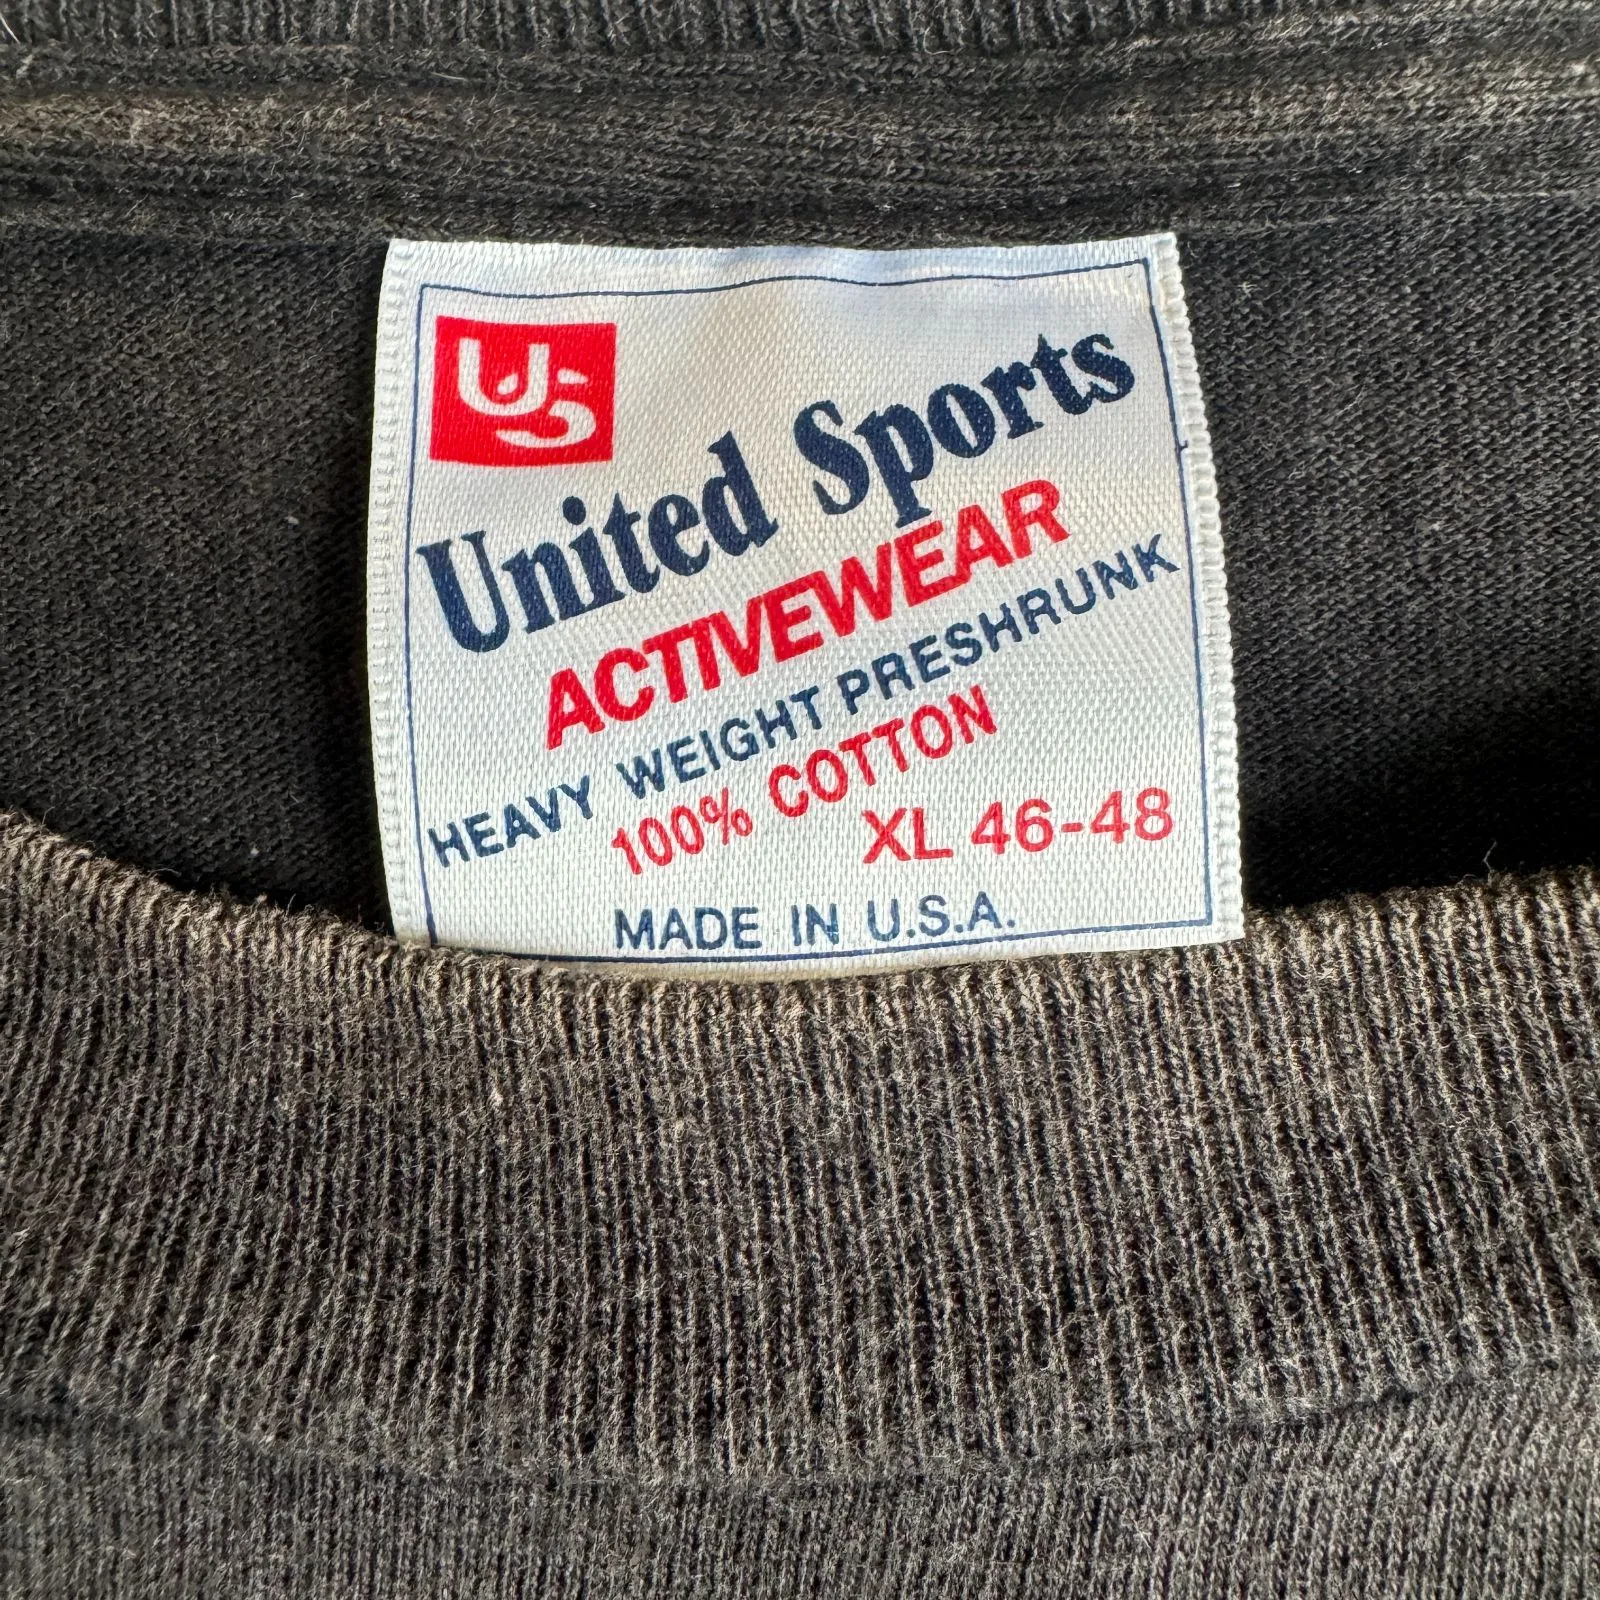 US
United Sports
ACTIVEWEAR
HEAVY WEIGHT PRESHRUNK
100% COTTON
XL 46-48
MADE IN U.S.A.